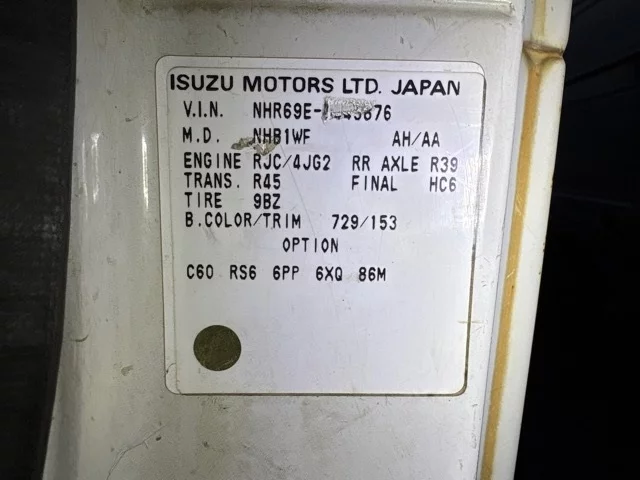 ISUZU MOTORS LTD. JAPAN
V.I.N.
M.D. NHB1WF AH/AA
ENGINE RJC/4JG2 RR AXLE R39
TRANS. R45 FINAL HC6
TIRE 9BZ
B.COLOR/TRIM 729/153
OPTION
C60 RS6 6PP 6XQ 86M